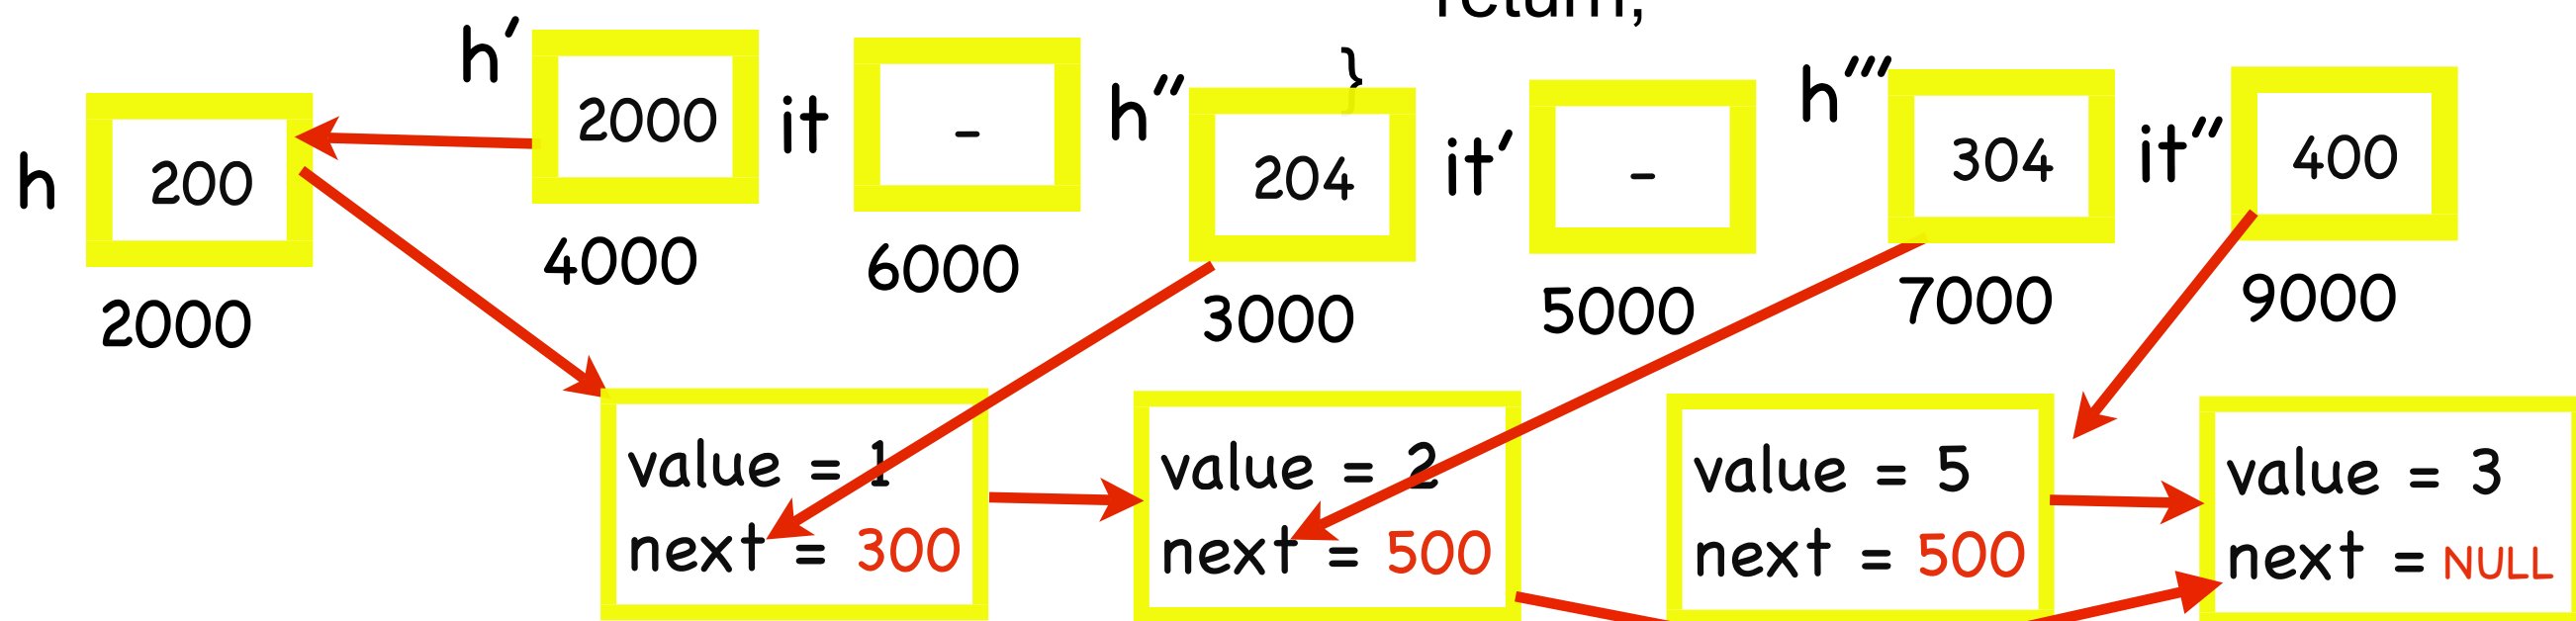 return;
}
h 200 2000
h′ 2000 4000
it - 6000
h″ 204 3000
it′ - 5000
h‴ 304 7000
it″ 400 9000
value = 1
next = 300
value = 2
next = 500
value = 5
next = 500
value = 3
next = NULL